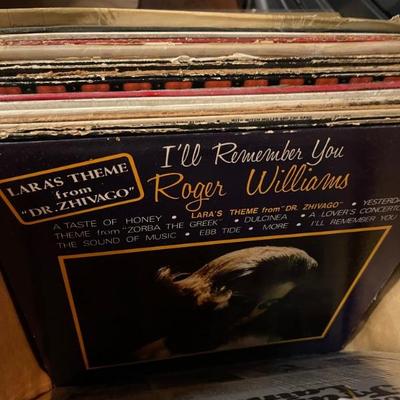 I'll Remember You
Roger Williams
LARA'S THEME
from
"DR. ZHIVAGO"
A TASTE OF HONEY • LARA'S THEME from "DR. ZHIVAGO" • YESTERDAY
THEME from "ZORBA THE GREEK" • DULCINEA • A LOVER'S CONCERTO
THE SOUND OF MUSIC • EBB TIDE • MORE • I'LL REMEMBER YOU